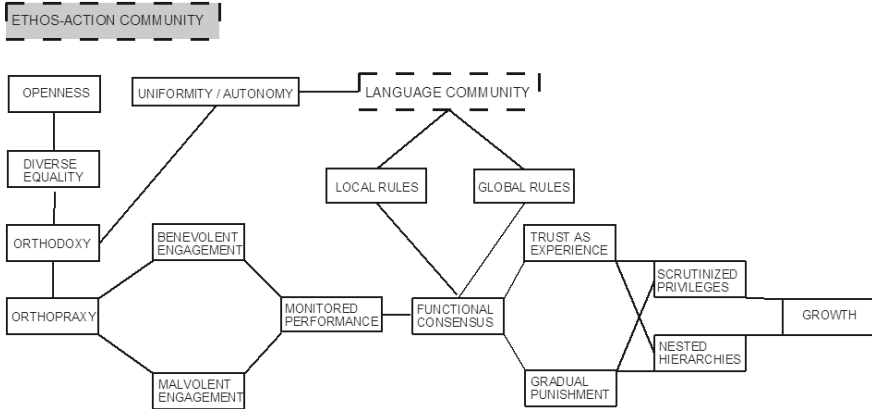 ETHOS-ACTION COMMUNITY
OPENNESS
UNIFORMITY / AUTONOMY
LANGUAGE COMMUNITY
DIVERSE
EQUALITY
LOCAL RULES
GLOBAL RULES
ORTHODOXY
BENEVOLENT
ENGAGEMENT
TRUST AS
EXPERIENCE
SCRUTINIZED
PRIVILEGES
ORTHOPRAXY
MONITORED
PERFORMANCE
FUNCTIONAL
CONSENSUS
GROWTH
NESTED
HIERARCHIES
MALVOLENT
ENGAGEMENT
GRADUAL
PUNISHMENT